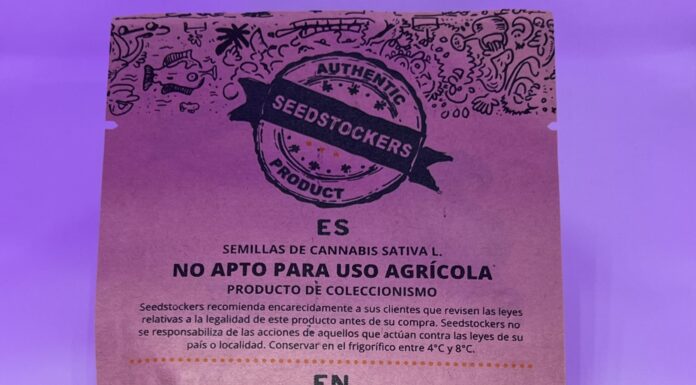 AUTHENTIC
SEEDSTOCKERS
PRODUCT
ES
SEMILLAS DE CANNABIS SATIVA L.
NO APTO PARA USO AGRÍCOLA
PRODUCTO DE COLECCIONISMO
Seedstockers recomienda encarecidamente a sus clientes que revisen las leyes
relativas a la legalidad de este producto antes de su compra. Seedstockers no
se responsabiliza de las acciones de aquellos que actúan contra las leyes de su
país o localidad. Conservar en el frigorífico entre 4°C y 8°C.
EN